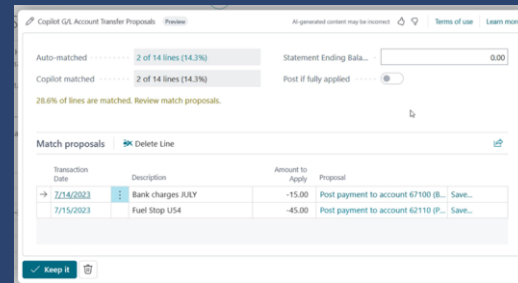 Copilot G/L Account Transfer Proposals Preview AI-generated content may be incorrect Terms of use Learn more
Auto-matched 2 of 14 lines (14.3%) Statement Ending Bala... 0.00
Copilot matched 2 of 14 lines (14.3%) Post if fully applied
28.6% of lines are matched. Review match proposals.
Match proposals Delete Line
Transaction Date Description Amount to Apply Proposal
7/14/2023 Bank charges JULY -15.00 Post payment to account 67100 (B... Save...
7/15/2023 Fuel Stop U54 -45.00 Post payment to account 62110 (P... Save...
Keep it